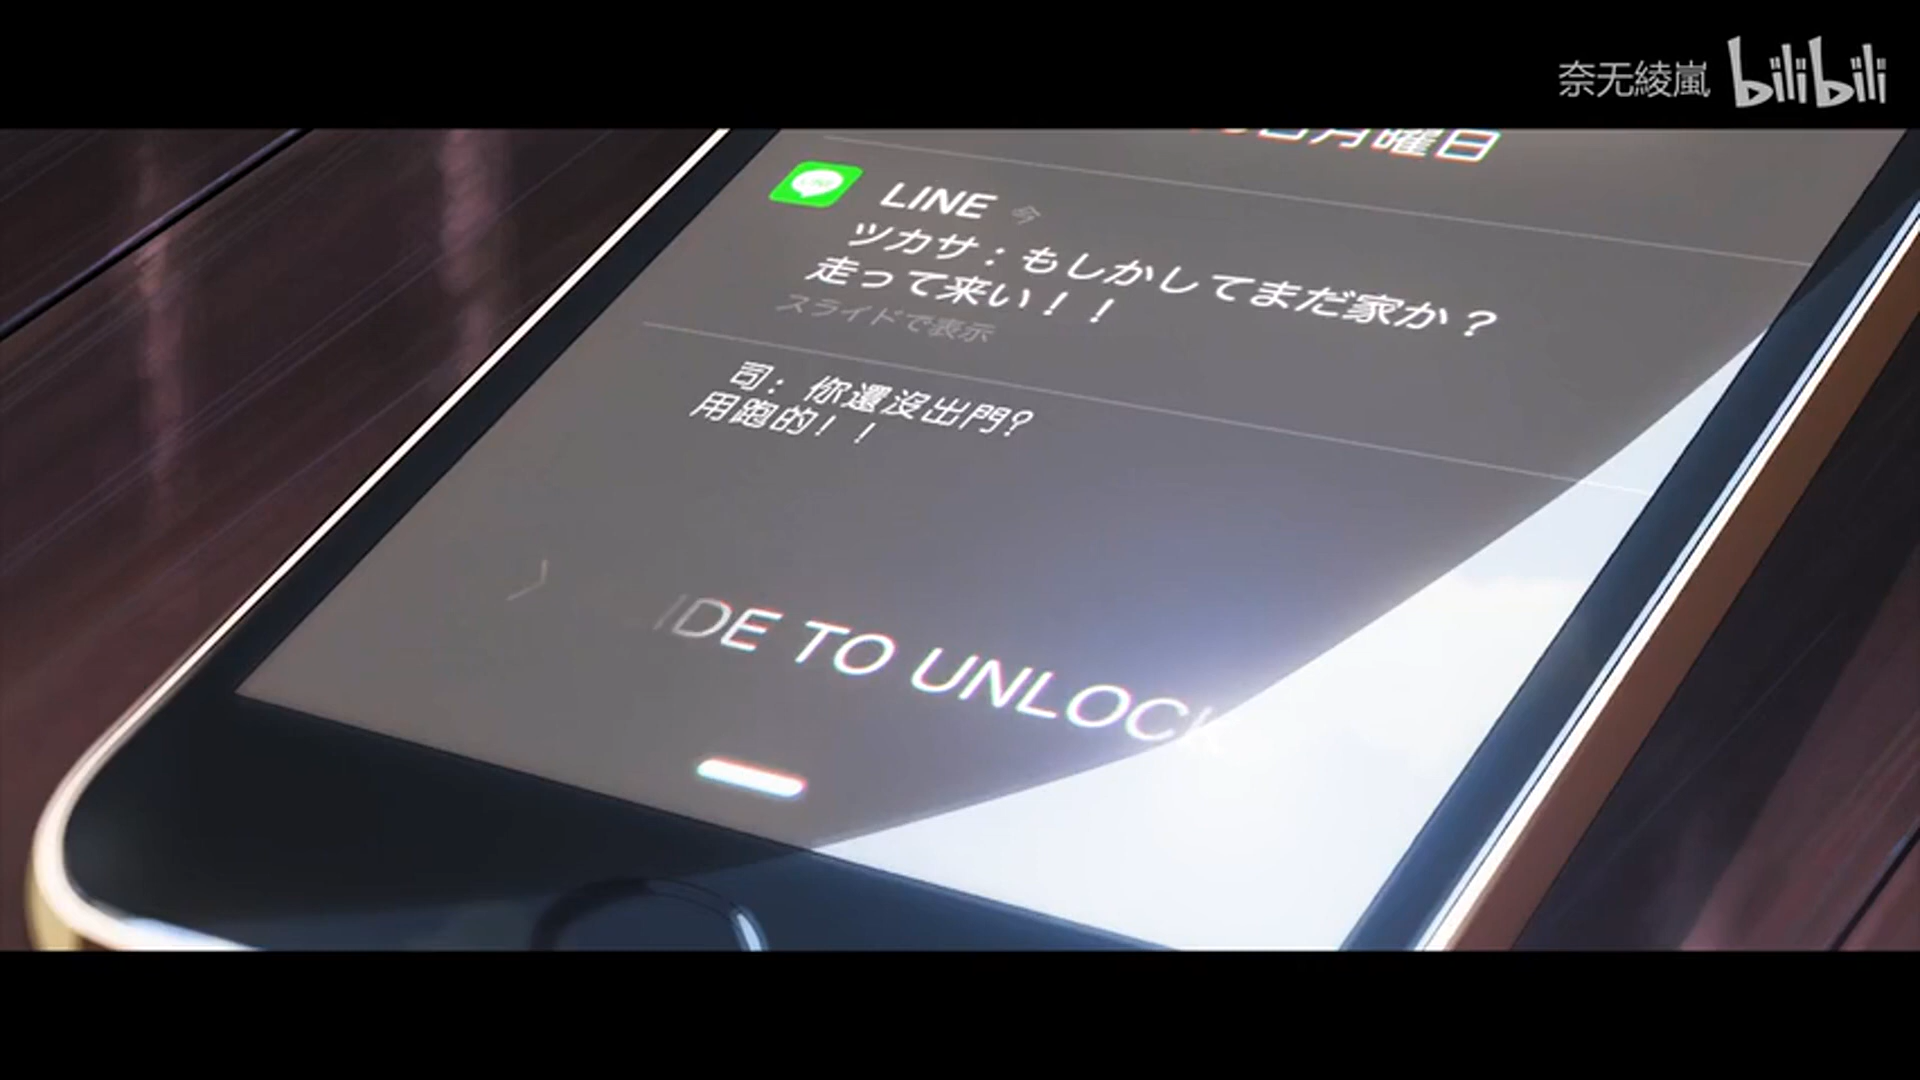 奈无綾嵐 bilibili
日月曜日
LINE 今
ツカサ：もしかしてまだ家か？
走って来い！！
スライドで表示
司：你還沒出門?
用跑的！！
IDE TO UNLOCK